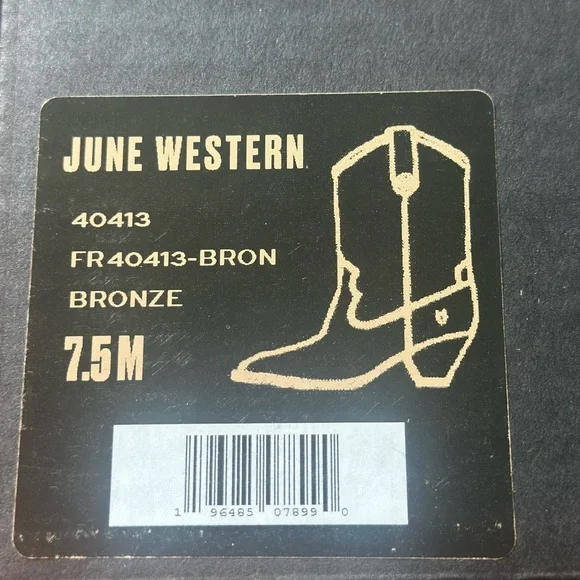 JUNE WESTERN
40413
FR40413-BRON
BRONZE
7.5M
1 96485 07899 0